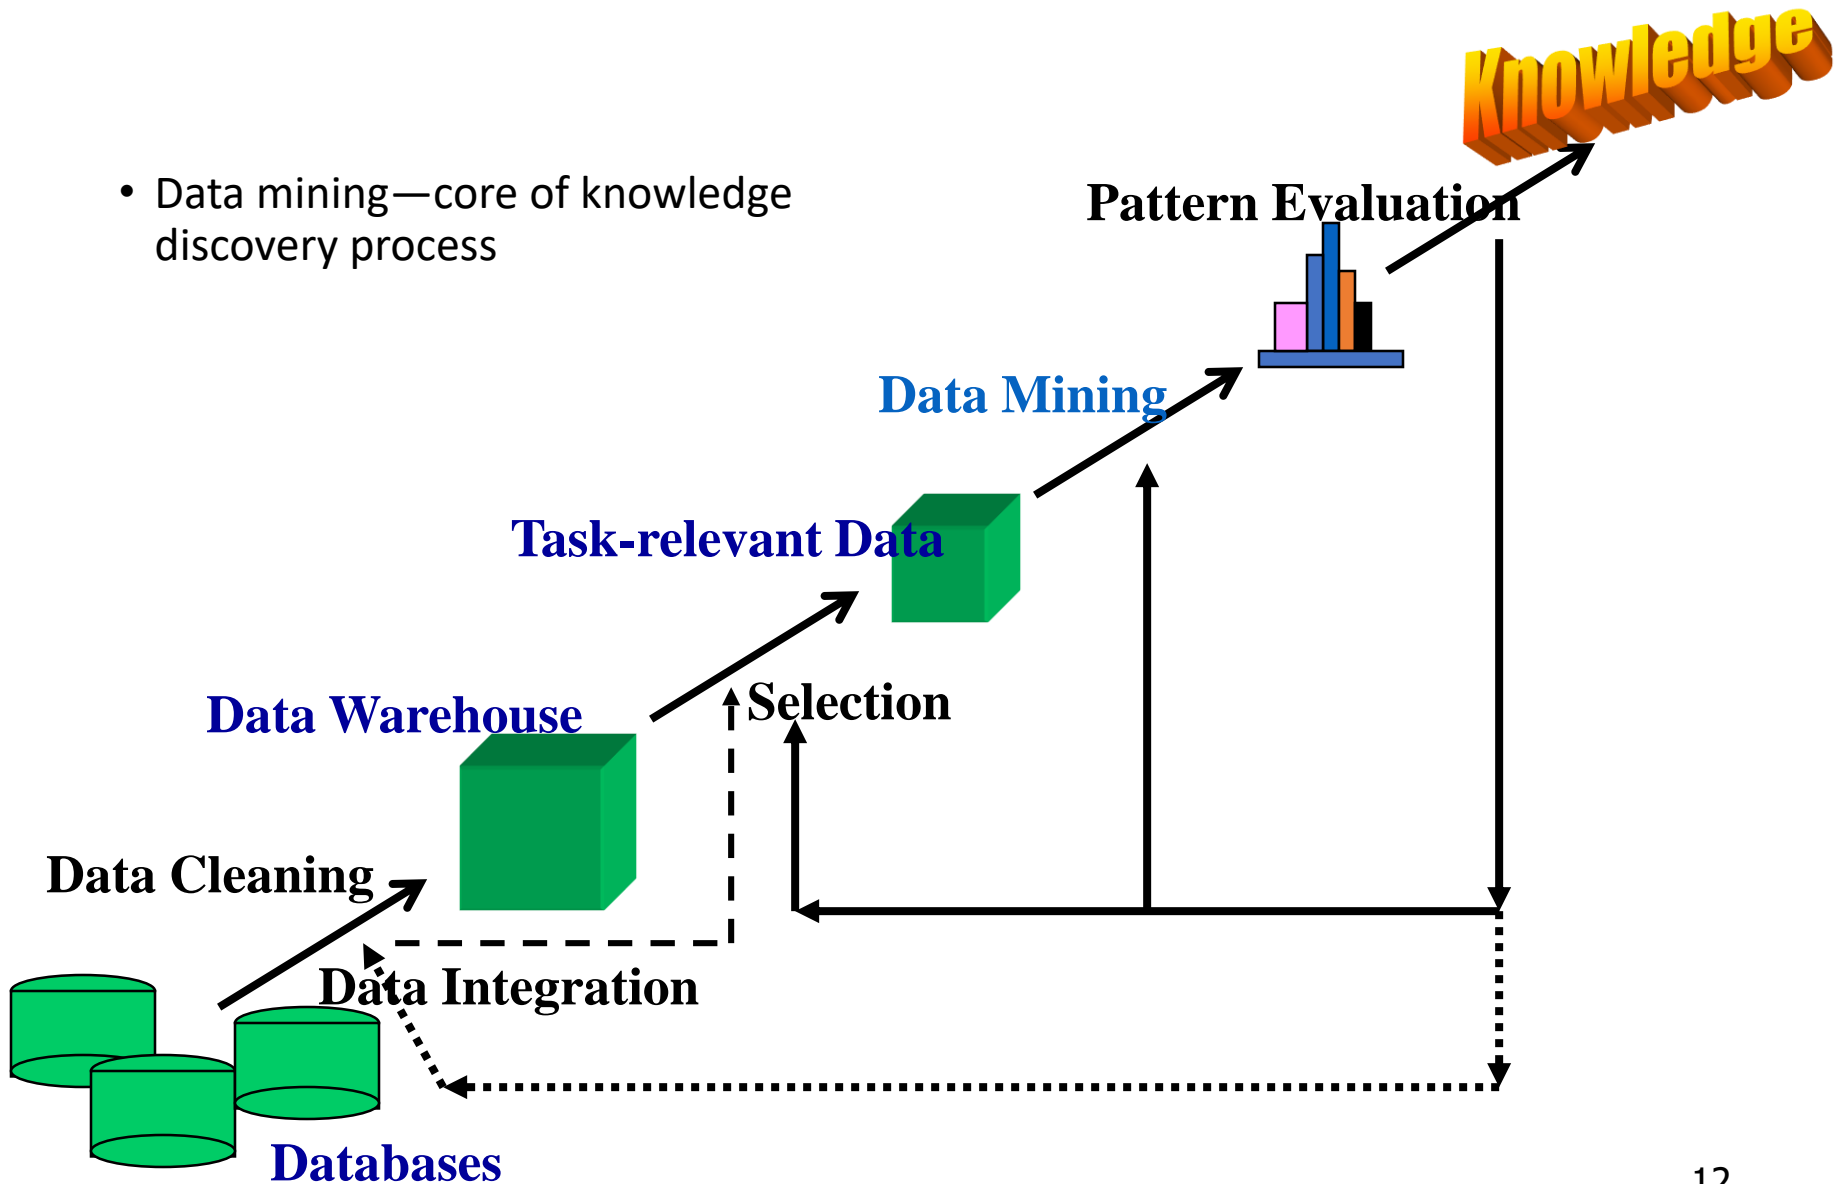 Knowledge
• Data mining—core of knowledge
discovery process
Pattern Evaluation
Data Mining
Task-relevant Data
Selection
Data Warehouse
Data Cleaning
Data Integration
Databases
12